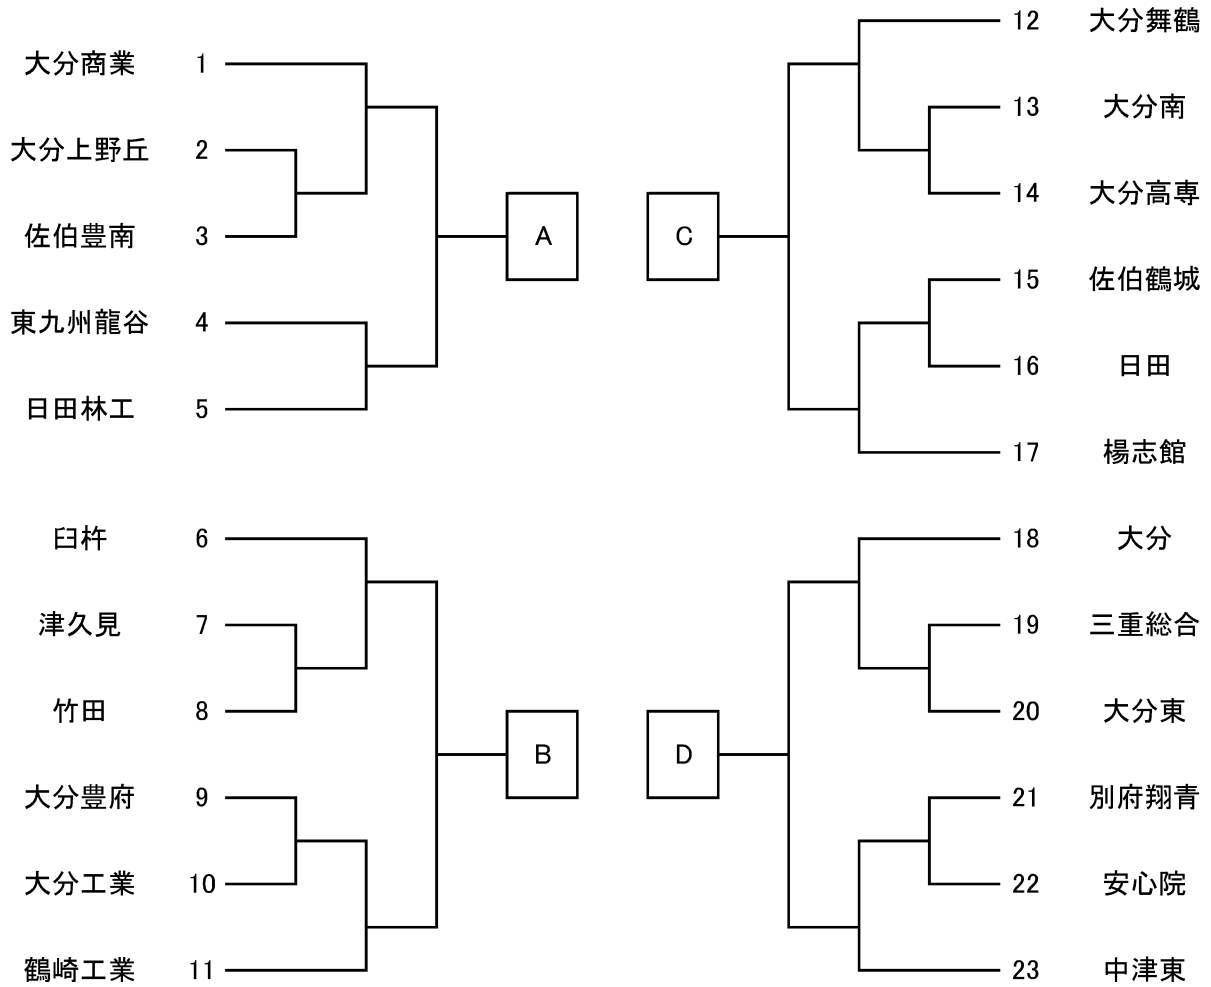 大分商業 1
大分上野丘 2
佐伯豊南 3
東九州龍谷 4
日田林工 5
A
臼杵 6
津久見 7
竹田 8
大分豊府 9
大分工業 10
鶴崎工業 11
B
12 大分舞鶴
13 大分南
14 大分高専
15 佐伯鶴城
16 日田
17 楊志館
C
18 大分
19 三重総合
20 大分東
21 別府翔青
22 安心院
23 中津東
D